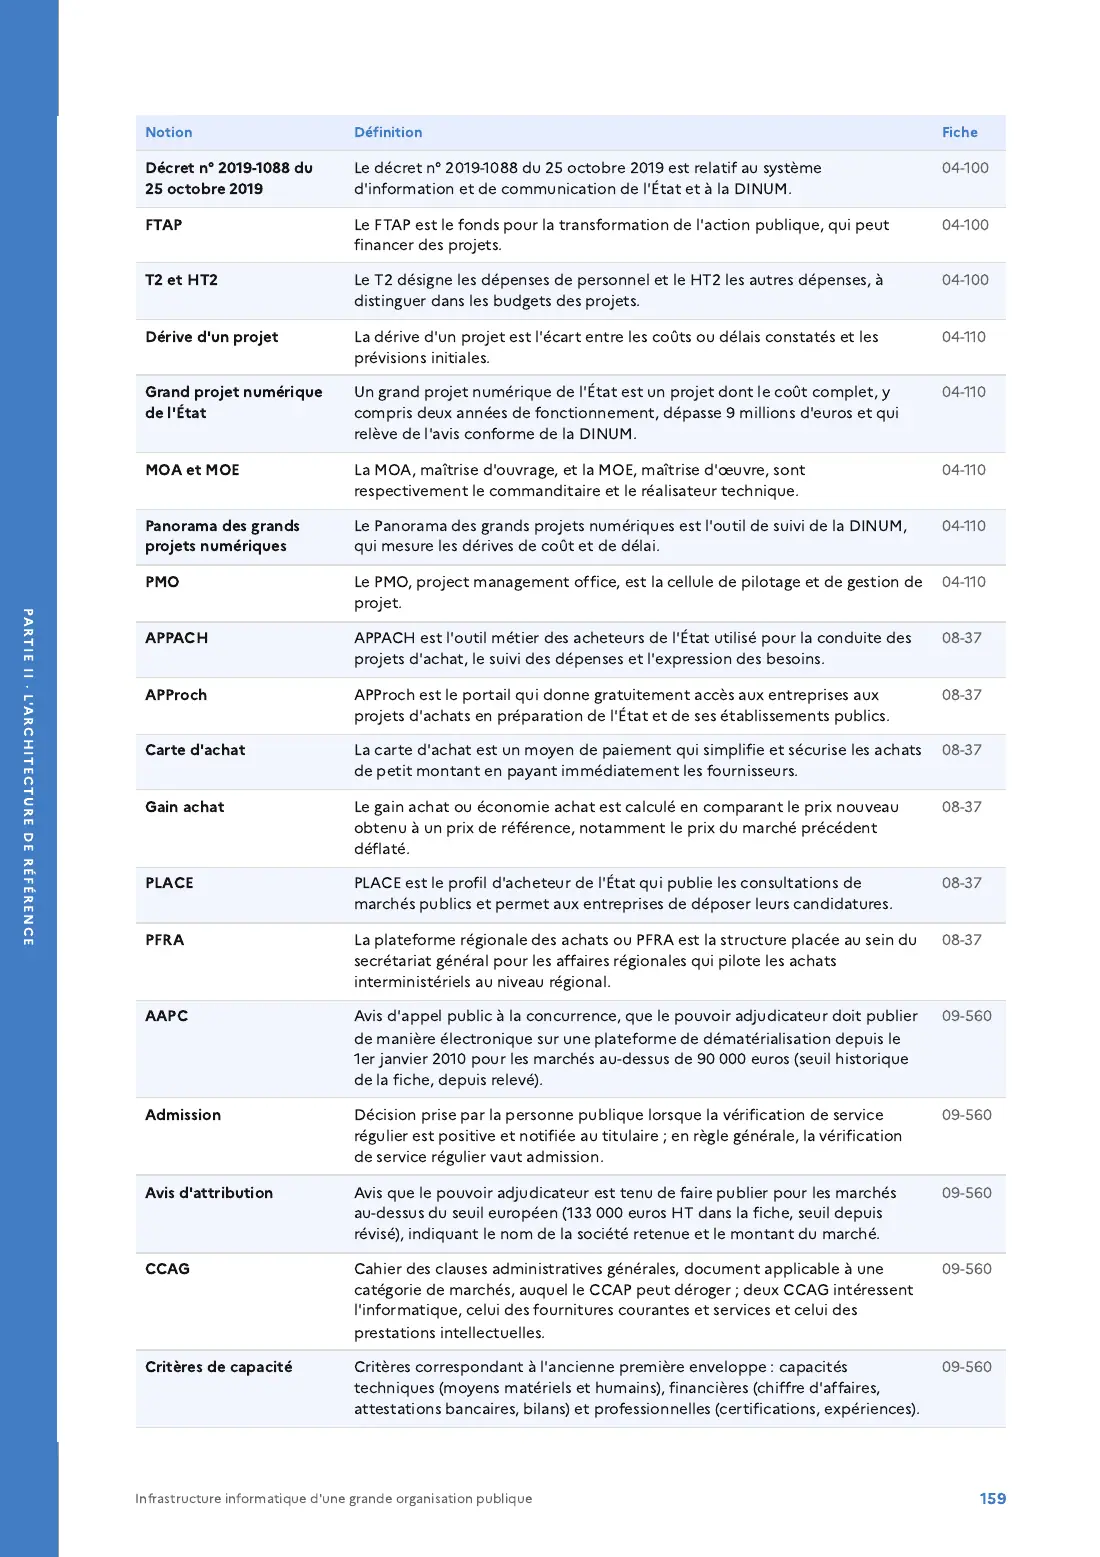 Notion Définition Fiche
Décret n° 2019-1088 du Le décret n° 2019-1088 du 25 octobre 2019 est relatif au système 04-100
25 octobre 2019 d'information et de communication de l'État et à la DINUM.
FTAP Le FTAP est le fonds pour la transformation de l'action publique, qui peut 04-100
financer des projets.
T2 et HT2 Le T2 désigne les dépenses de personnel et le HT2 les autres dépenses, à 04-100
distinguer dans les budgets des projets.
Dérive d'un projet La dérive d'un projet est l'écart entre les coûts ou délais constatés et les 04-110
prévisions initiales.
Grand projet numérique Un grand projet numérique de l'État est un projet dont le coût complet, y 04-110
de l'État compris deux années de fonctionnement, dépasse 9 millions d'euros et qui
relève de l'avis conforme de la DINUM.
MOA et MOE La MOA, maîtrise d'ouvrage, et la MOE, maîtrise d'œuvre, sont 04-110
respectivement le commanditaire et le réalisateur technique.
Panorama des grands Le Panorama des grands projets numériques est l'outil de suivi de la DINUM, 04-110
projets numériques qui mesure les dérives de coût et de délai.
PMO Le PMO, project management office, est la cellule de pilotage et de gestion de 04-110
projet.
APPACH APPACH est l'outil métier des acheteurs de l'État utilisé pour la conduite des 08-37
projets d'achat, le suivi des dépenses et l'expression des besoins.
APProch APProch est le portail qui donne gratuitement accès aux entreprises aux 08-37
projets d'achats en préparation de l'État et de ses établissements publics.
Carte d'achat La carte d'achat est un moyen de paiement qui simplifie et sécurise les achats 08-37
de petit montant en payant immédiatement les fournisseurs.
Gain achat Le gain achat ou économie achat est calculé en comparant le prix nouveau 08-37
obtenu à un prix de référence, notamment le prix du marché précédent
déflaté.
PLACE PLACE est le profil d'acheteur de l'État qui publie les consultations de 08-37
marchés publics et permet aux entreprises de déposer leurs candidatures.
PFRA La plateforme régionale des achats ou PFRA est la structure placée au sein du 08-37
secrétariat général pour les affaires régionales qui pilote les achats
interministériels au niveau régional.
AAPC Avis d'appel public à la concurrence, que le pouvoir adjudicateur doit publier 09-560
de manière électronique sur une plateforme de dématérialisation depuis le
1er janvier 2010 pour les marchés au-dessus de 90 000 euros (seuil historique
de la fiche, depuis relevé).
Admission Décision prise par la personne publique lorsque la vérification de service 09-560
régulier est positive et notifiée au titulaire ; en règle générale, la vérification
de service régulier vaut admission.
Avis d'attribution Avis que le pouvoir adjudicateur est tenu de faire publier pour les marchés 09-560
au-dessus du seuil européen (133 000 euros HT dans la fiche, seuil depuis
révisé), indiquant le nom de la société retenue et le montant du marché.
CCAG Cahier des clauses administratives générales, document applicable à une 09-560
catégorie de marchés, auquel le CCAP peut déroger ; deux CCAG intéressent
l'informatique, celui des fournitures courantes et services et celui des
prestations intellectuelles.
Critères de capacité Critères correspondant à l'ancienne première enveloppe : capacités 09-560
techniques (moyens matériels et humains), financières (chiffre d'affaires,
attestations bancaires, bilans) et professionnelles (certifications, expériences).
PARTIE II · L'ARCHITECTURE DE RÉFÉRENCE
Infrastructure informatique d'une grande organisation publique 159